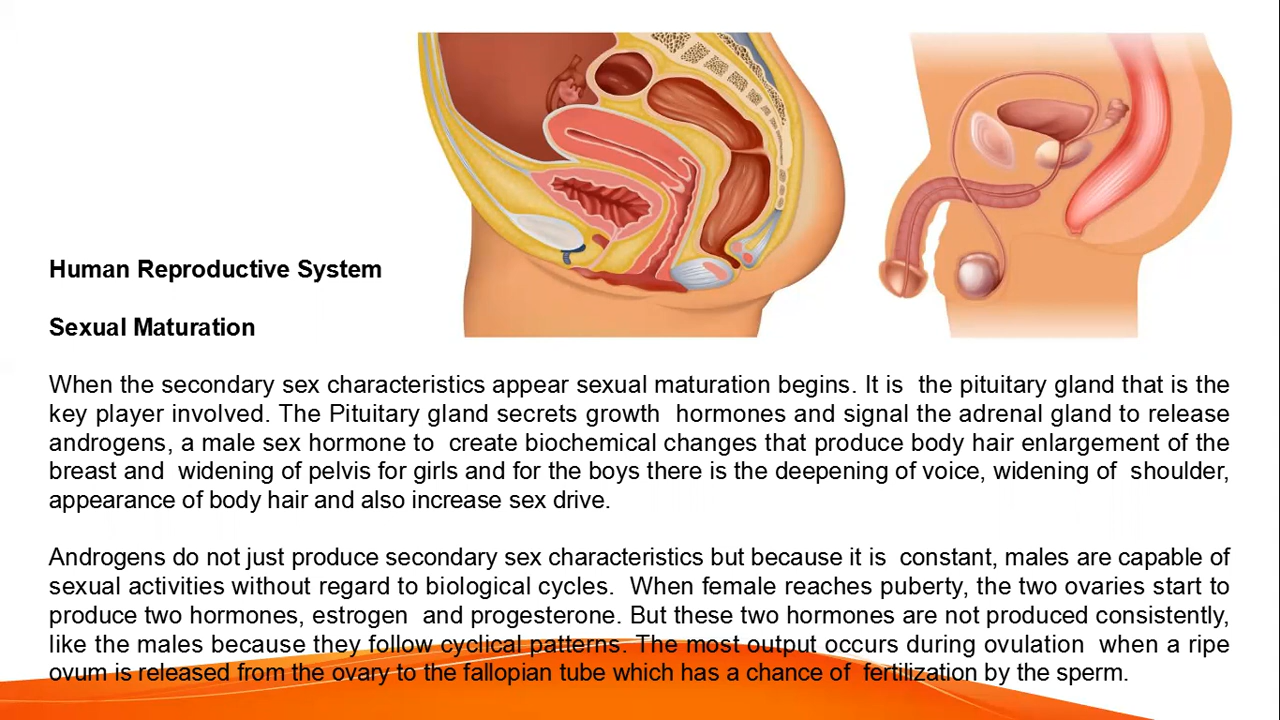 Human Reproductive System
Sexual Maturation
When the secondary sex characteristics appear sexual maturation begins. It is the pituitary gland that is the
key player involved. The Pituitary gland secrets growth hormones and signal the adrenal gland to release
androgens, a male sex hormone to create biochemical changes that produce body hair enlargement of the
breast and widening of pelvis for girls and for the boys there is the deepening of voice, widening of shoulder,
appearance of body hair and also increase sex drive.
Androgens do not just produce secondary sex characteristics but because it is constant, males are capable of
sexual activities without regard to biological cycles. When female reaches puberty, the two ovaries start to
produce two hormones, estrogen and progesterone. But these two hormones are not produced consistently,
like the males because they follow cyclical patterns. The most output occurs during ovulation when a ripe
ovum is released from the ovary to the fallopian tube which has a chance of fertilization by the sperm.